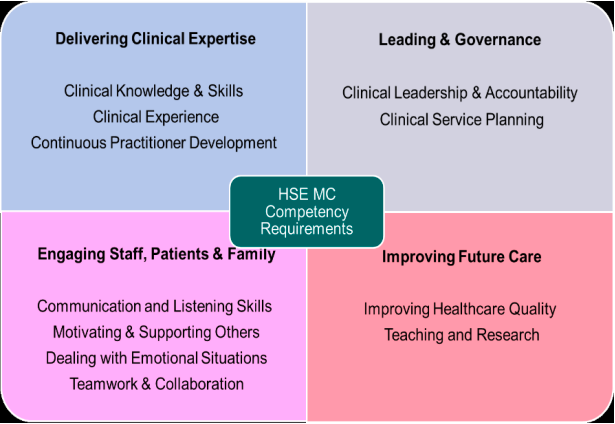 Delivering Clinical Expertise
Clinical Knowledge & Skills
Clinical Experience
Continuous Practitioner Development
Leading & Governance
Clinical Leadership & Accountability
Clinical Service Planning
HSE MC
Competency
Requirements
Engaging Staff, Patients & Family
Communication and Listening Skills
Motivating & Supporting Others
Dealing with Emotional Situations
Teamwork & Collaboration
Improving Future Care
Improving Healthcare Quality
Teaching and Research